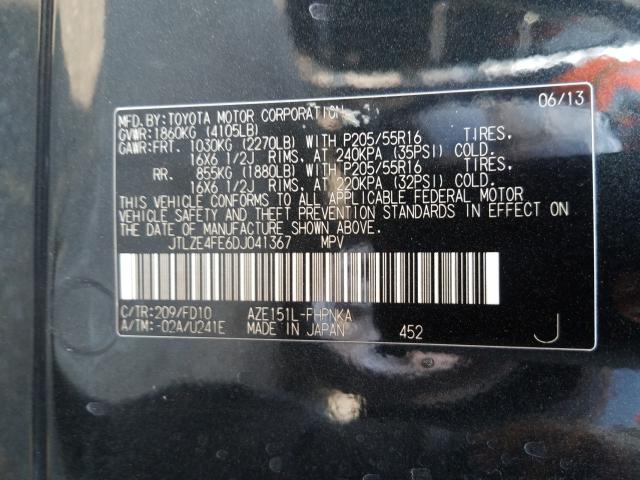 MFD. BY: TOYOTA MOTOR CORPORATION 06/13
GVWR: 1860KG (4105LB)
GAWR: FRT. 1030KG (2270LB) WITH P205/55R16 TIRES,
16X6 1/2J RIMS, AT 240KPA (35PSI) COLD.
RR. 855KG (1880LB) WITH P205/55R16 TIRES,
16X6 1/2J RIMS, AT 220KPA (32PSI) COLD.
THIS VEHICLE CONFORMS TO ALL APPLICABLE FEDERAL MOTOR
VEHICLE SAFETY AND THEFT PREVENTION STANDARDS IN EFFECT ON
THE DATE OF MANUFACTURE SHOWN ABOVE.
JTLZE4FE6DJ041367 MPV
C/TR: 209/FD10 AZE151L-FHPNKA
A/TM: -02A/U241E MADE IN JAPAN 452 J